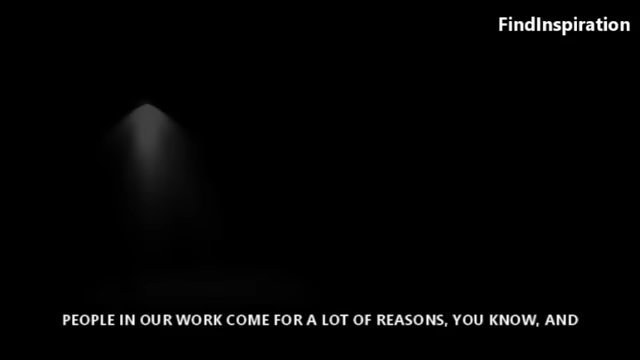 FindInspiration
PEOPLE IN OUR WORK COME FOR A LOT OF REASONS, YOU KNOW, AND